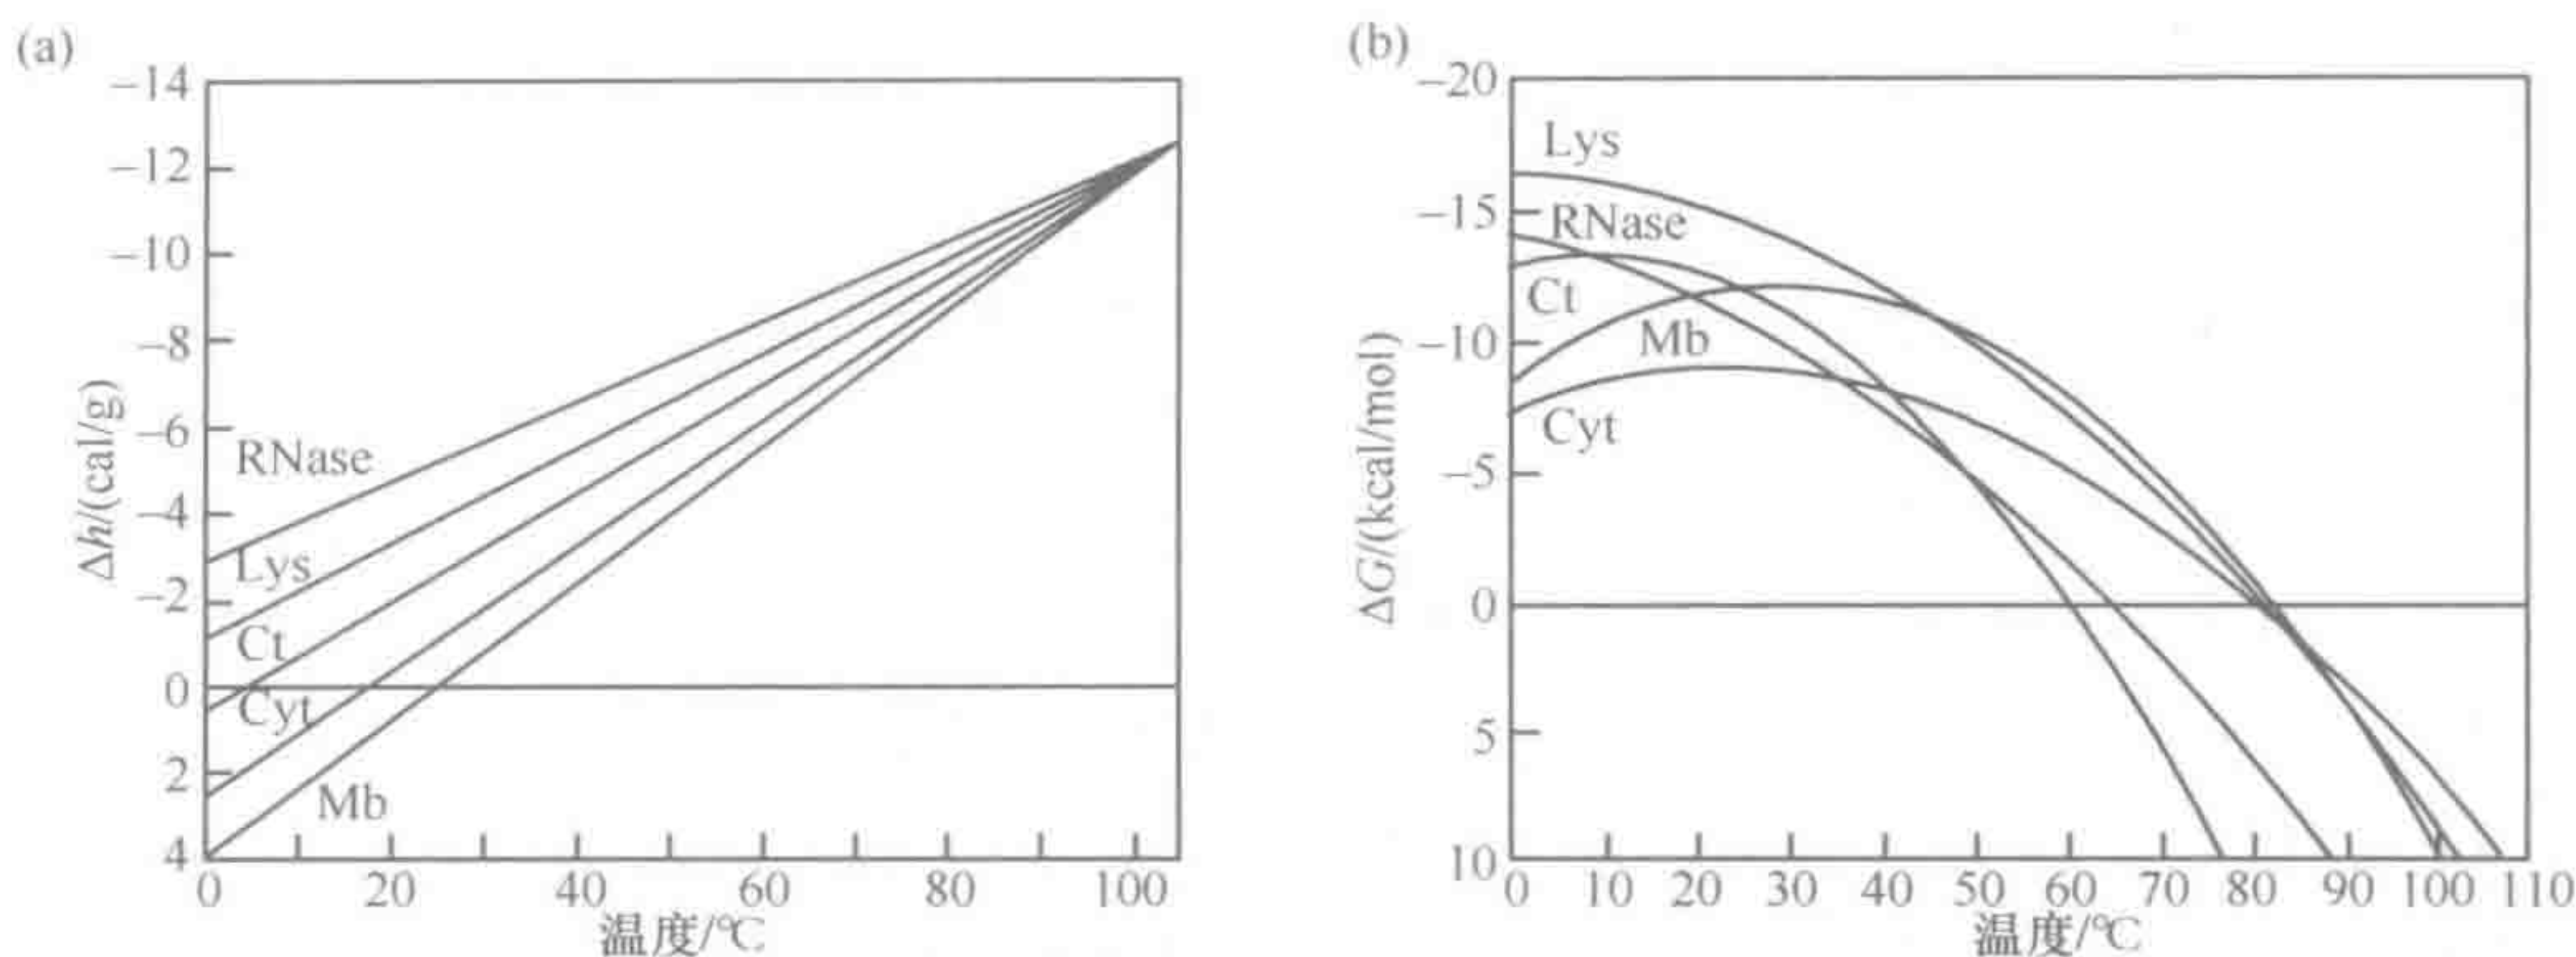 (a)
−14
−12
−10
−8
−6
−4
−2
0
2
4
Δh/(cal/g)
RNase
Lys
Ct
Cyt
Mb
0 20 40 60 80 100
温度/℃
(b)
−20
−15
−10
−5
0
5
10
ΔG/(kcal/mol)
Lys
RNase
Ct
Mb
Cyt
0 10 20 30 40 50 60 70 80 90 100 110
温度/℃